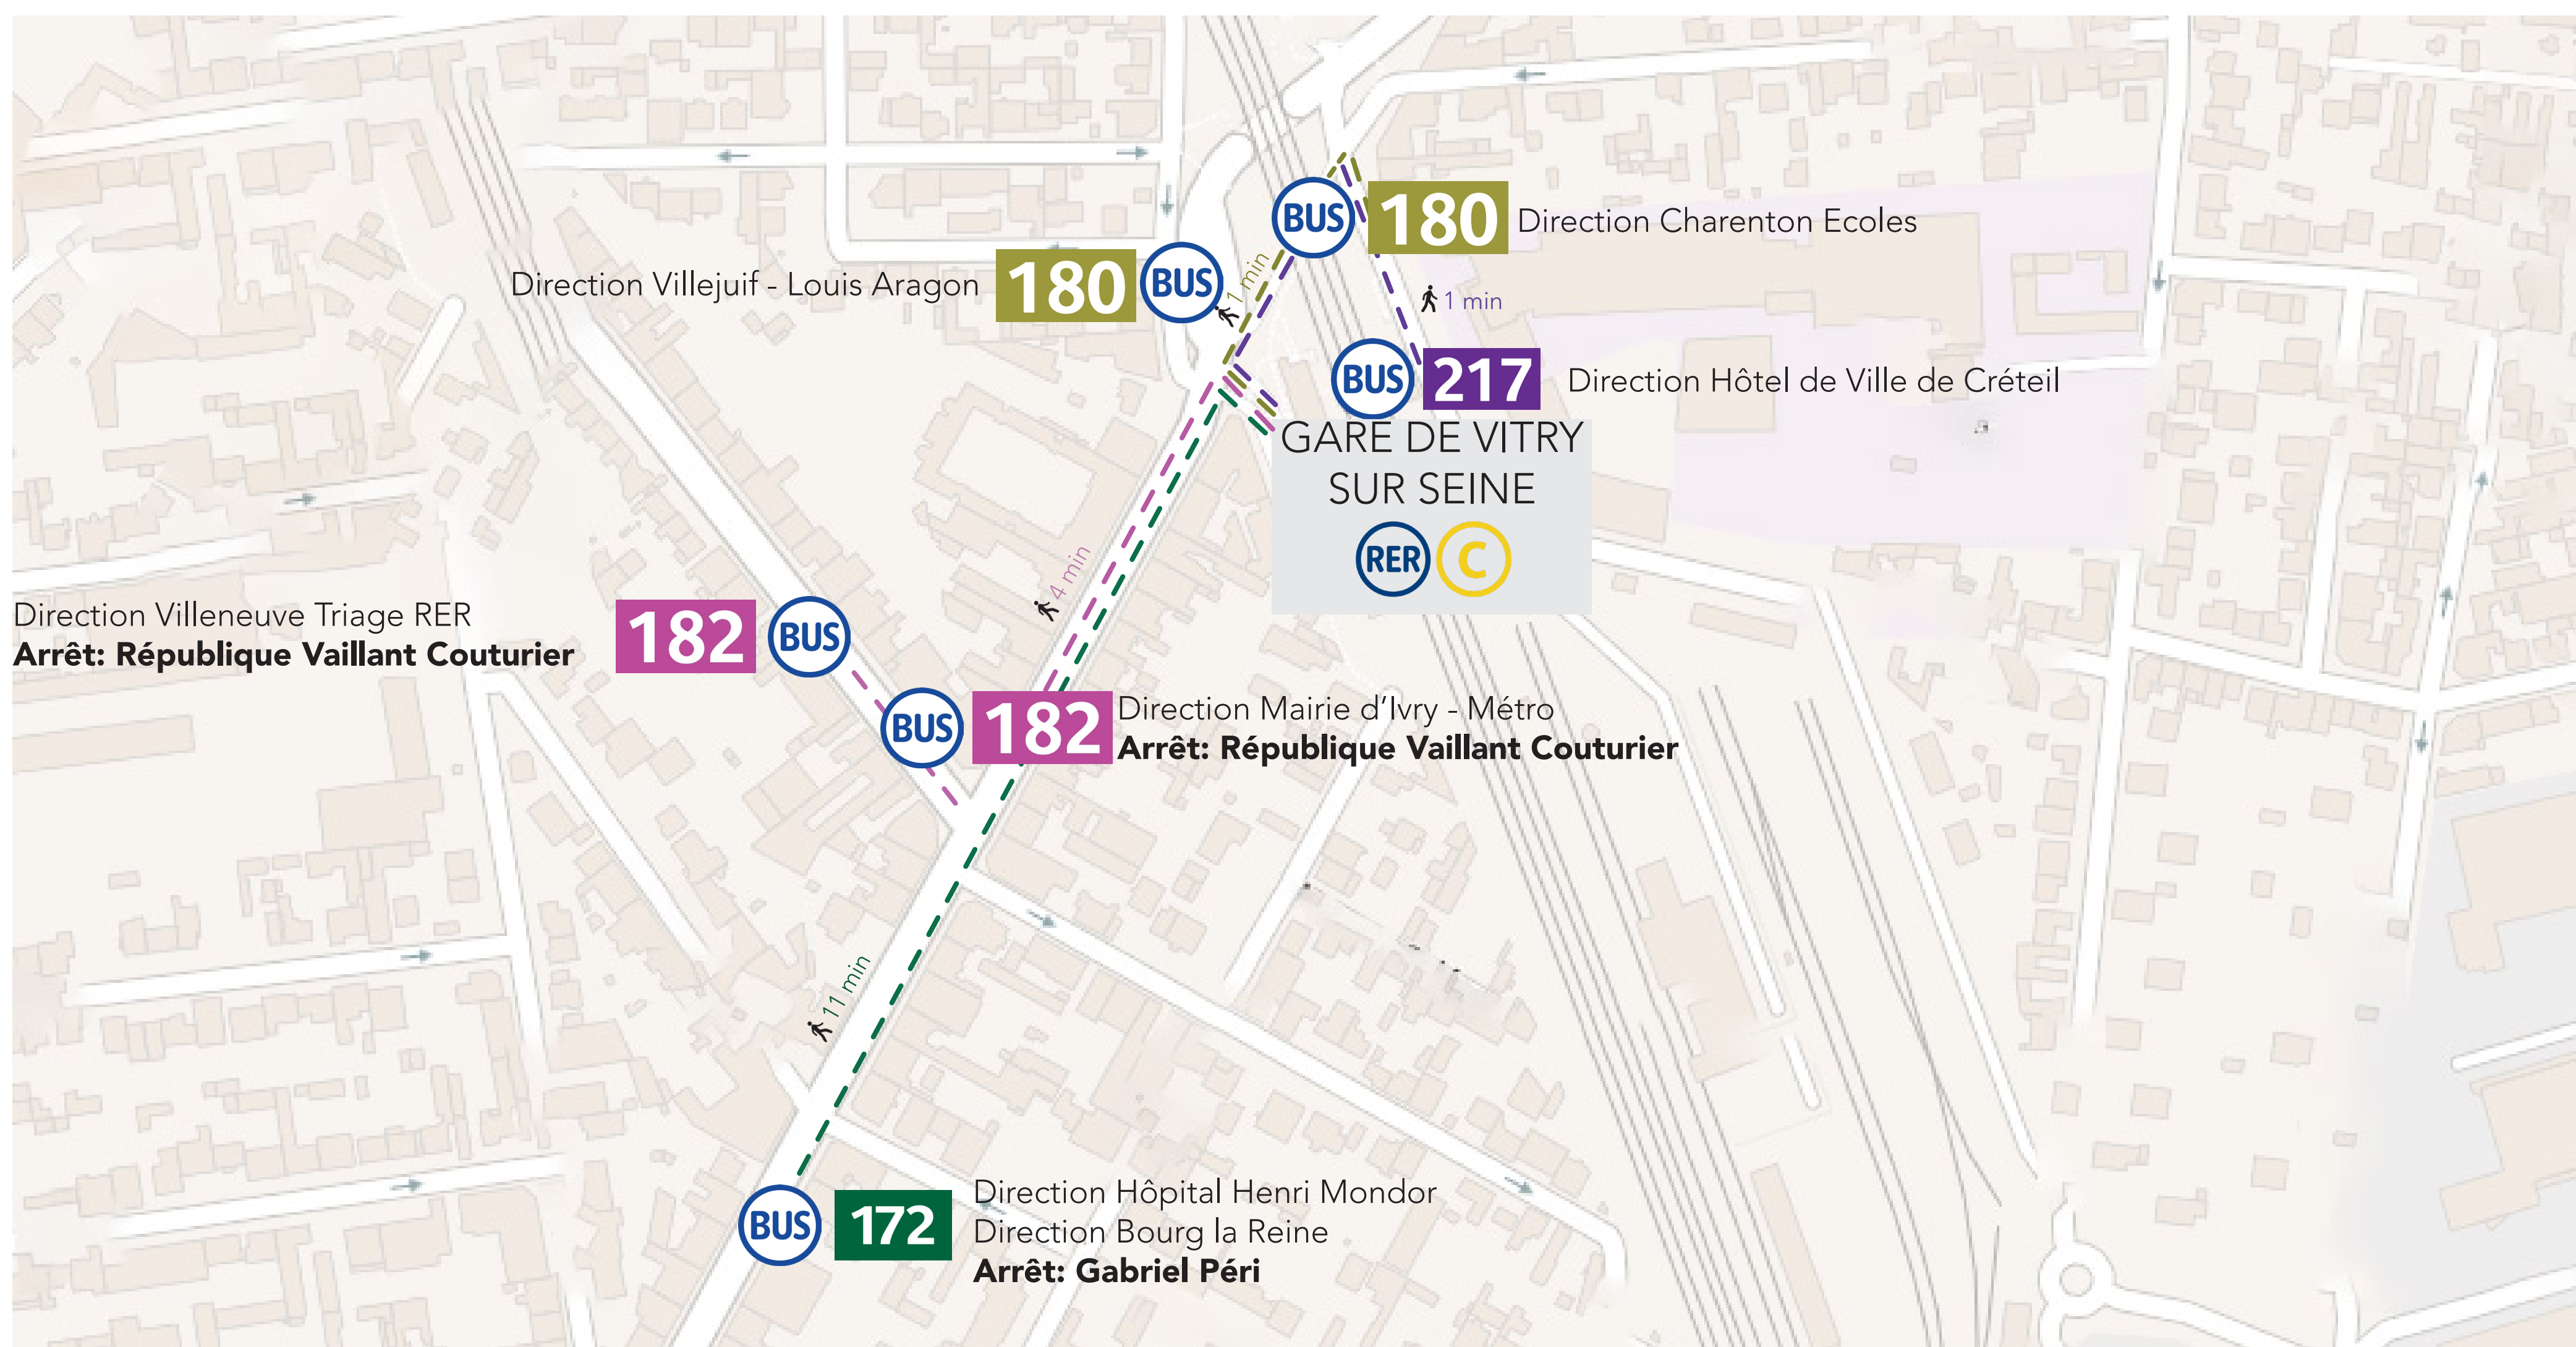 BUS
180
Direction Charenton Ecoles
Direction Villejuif - Louis Aragon
180
BUS
1 min
1 min
BUS
217
Direction Hôtel de Ville de Créteil
GARE DE VITRY
SUR SEINE
RER
C
4 min
Direction Villeneuve Triage RER
Arrêt: République Vaillant Couturier
182
BUS
BUS
182
Direction Mairie d'Ivry - Métro
Arrêt: République Vaillant Couturier
11 min
BUS
172
Direction Hôpital Henri Mondor
Direction Bourg la Reine
Arrêt: Gabriel Péri